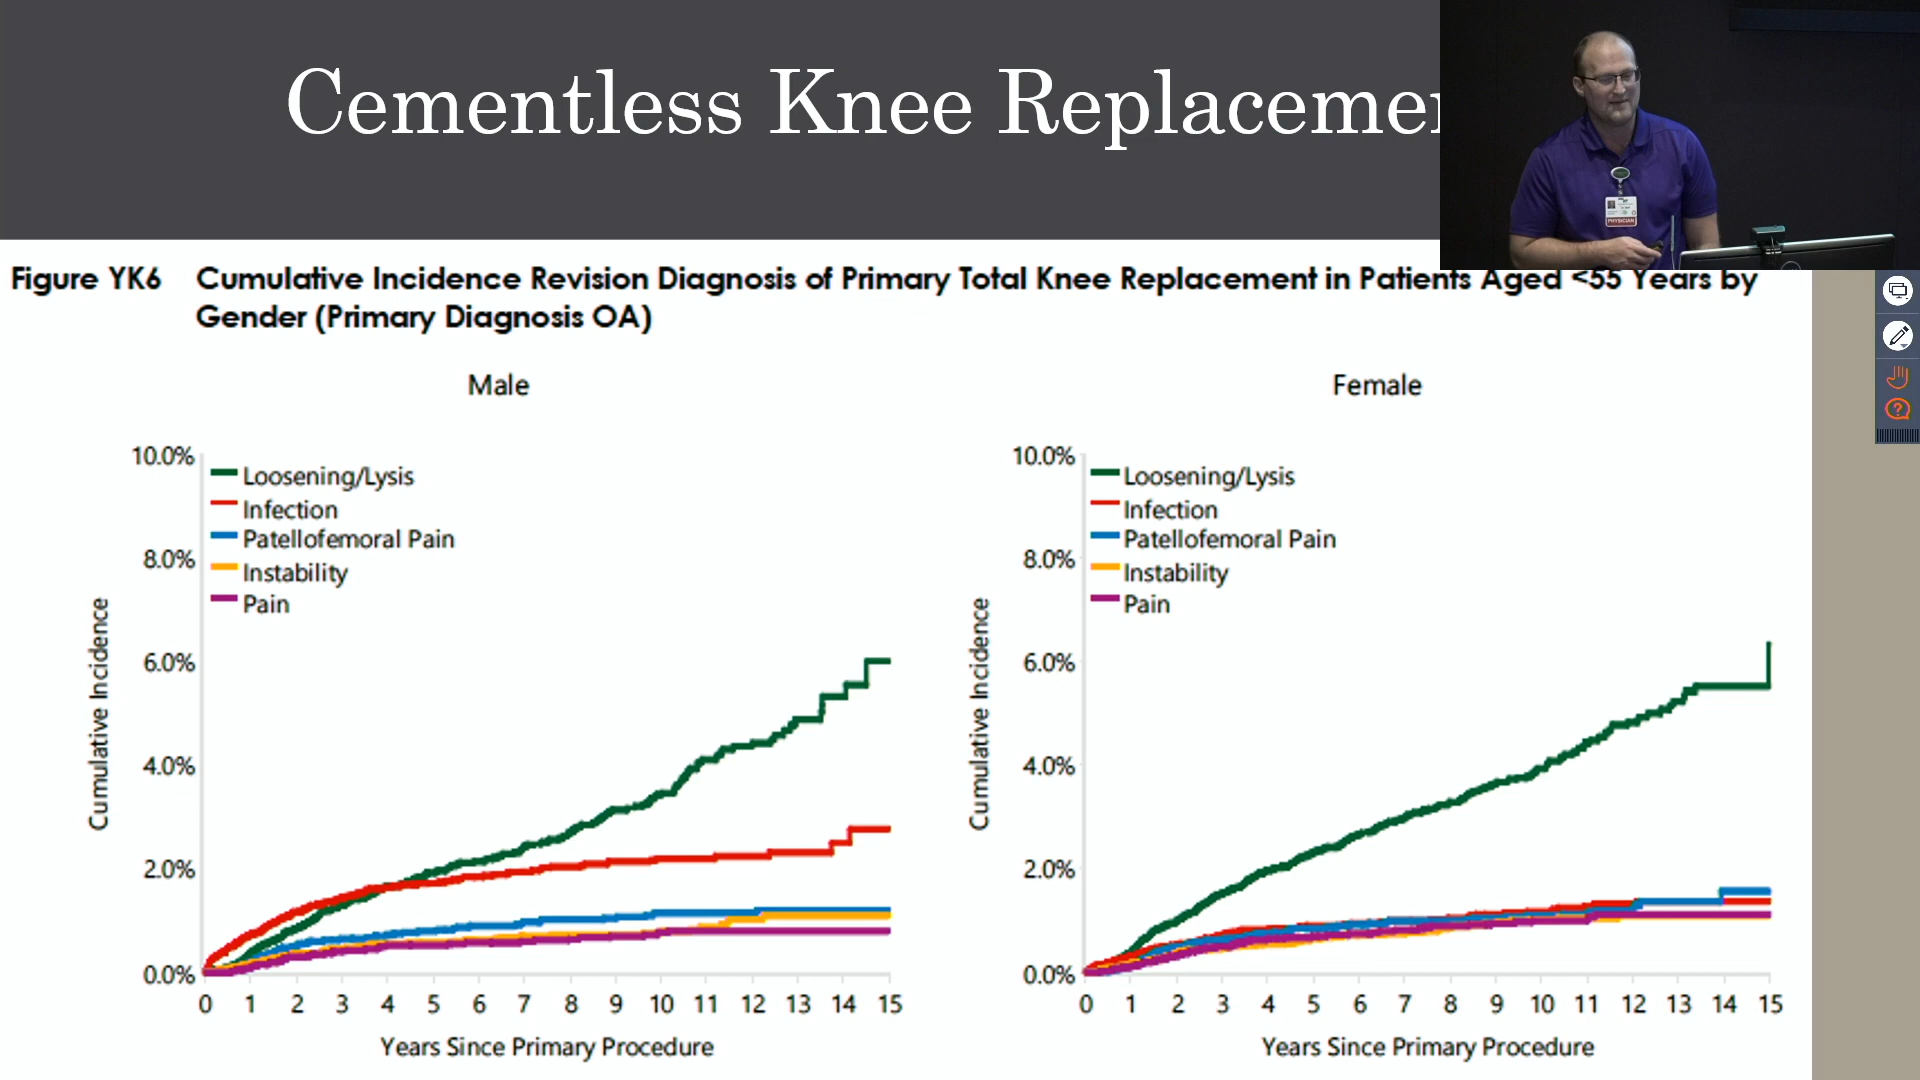 Cementless Knee Replacemen
PHYSICIAN
Figure YK6 Cumulative Incidence Revision Diagnosis of Primary Total Knee Replacement in Patients Aged <55 Years by
Gender (Primary Diagnosis OA)
Male
10.0%
8.0%
6.0%
4.0%
2.0%
0.0%
Cumulative Incidence
Loosening/Lysis
Infection
Patellofemoral Pain
Instability
Pain
0 1 2 3 4 5 6 7 8 9 10 11 12 13 14 15
Years Since Primary Procedure
Female
10.0%
8.0%
6.0%
4.0%
2.0%
0.0%
Cumulative Incidence
Loosening/Lysis
Infection
Patellofemoral Pain
Instability
Pain
0 1 2 3 4 5 6 7 8 9 10 11 12 13 14 15
Years Since Primary Procedure